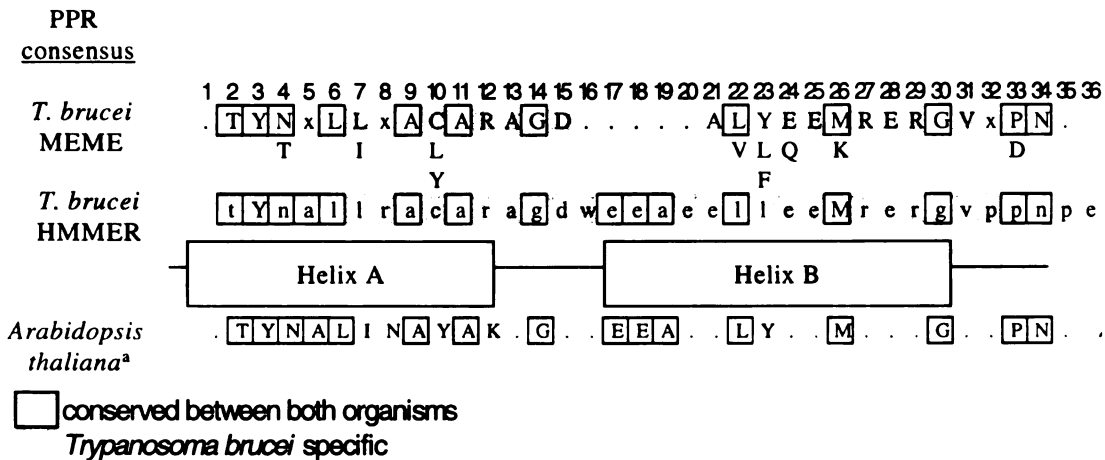 PPR
consensus
1 2 3 4 5 6 7 8 9 10 11 12 13 14 15 16 17 18 19 20 21 22 23 24 25 26 27 28 29 30 31 32 33 34 35 36
T. brucei MEME
. T Y N x L L x A C A R A G D . . . . . A L Y E E M R E R G V x P N .
T I L V L Q K D
Y F
T. brucei HMMER
t Y n a l l r a c a r a g d w e e a e e l l e e M r e r g v p p n p e
Helix A Helix B
Arabidopsis thalianaª
. T Y N A L I N A Y A K . G . . E E A . . L Y . . M . . . G . . P N . .
conserved between both organisms
Trypanosoma brucei specific